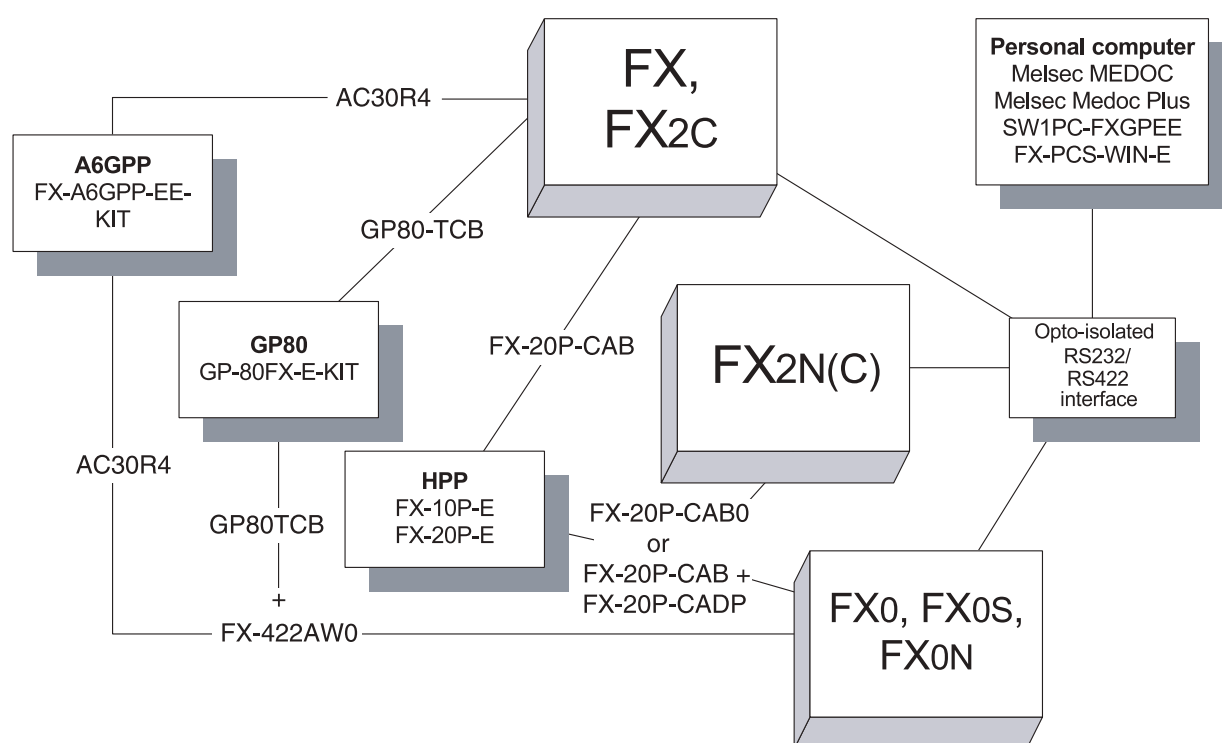 FX,
FX2C
Personal computer
Melsec MEDOC
Melsec Medoc Plus
SW1PC-FXGPEE
FX-PCS-WIN-E
AC30R4
A6GPP
FX-A6GPP-EE-
KIT
GP80-TCB
GP80
GP-80FX-E-KIT
FX-20P-CAB
FX2N(C)
Opto-isolated
RS232/
RS422
interface
AC30R4
HPP
FX-10P-E
FX-20P-E
GP80TCB
+
FX-422AW0
FX-20P-CAB0
or
FX-20P-CAB +
FX-20P-CADP
FX0, FX0S,
FX0N